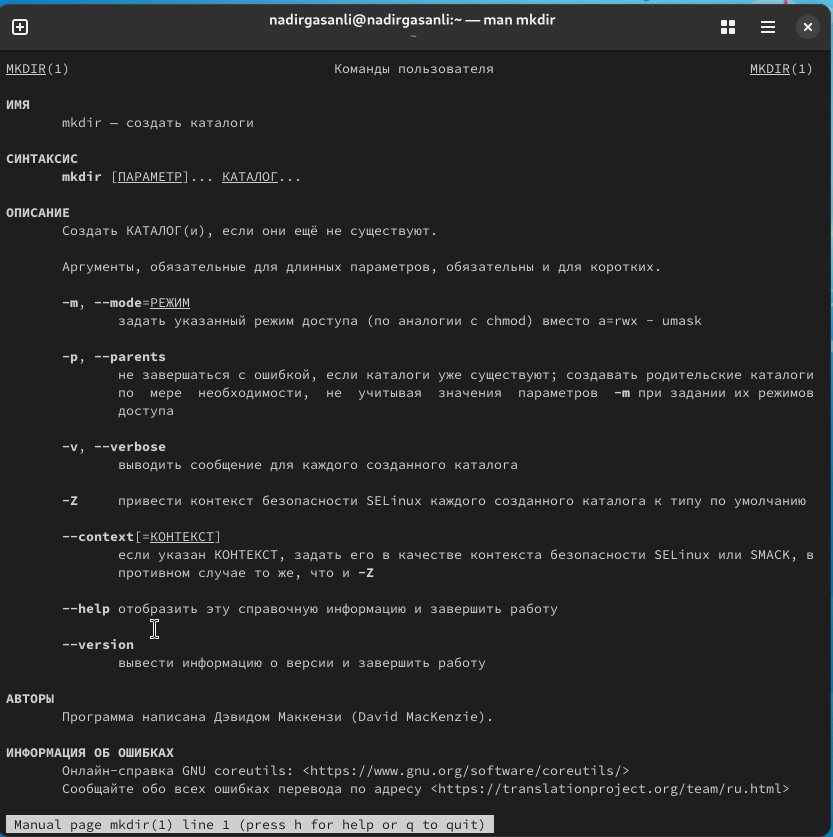 nadirgasanli@nadirgasanli:~ — man mkdir
~
MKDIR(1) Команды пользователя MKDIR(1)
ИМЯ
mkdir — создать каталоги
СИНТАКСИС
mkdir [ПАРАМЕТР]... КАТАЛОГ...
ОПИСАНИЕ
Создать КАТАЛОГ(и), если они ещё не существуют.
Аргументы, обязательные для длинных параметров, обязательны и для коротких.
-m, --mode=РЕЖИМ
задать указанный режим доступа (по аналогии с chmod) вместо a=rwx - umask
-p, --parents
не завершаться с ошибкой, если каталоги уже существуют; создавать родительские каталоги
по мере необходимости, не учитывая значения параметров -m при задании их режимов
доступа
-v, --verbose
выводить сообщение для каждого созданного каталога
-Z привести контекст безопасности SELinux каждого созданного каталога к типу по умолчанию
--context[=КОНТЕКСТ]
если указан КОНТЕКСТ, задать его в качестве контекста безопасности SELinux или SMACK, в
противном случае то же, что и -Z
--help отобразить эту справочную информацию и завершить работу
--version
вывести информацию о версии и завершить работу
АВТОРЫ
Программа написана Дэвидом Маккензи (David MacKenzie).
ИНФОРМАЦИЯ ОБ ОШИБКАХ
Онлайн-справка GNU coreutils: <https://www.gnu.org/software/coreutils/>
Сообщайте обо всех ошибках перевода по адресу <https://translationproject.org/team/ru.html>
Manual page mkdir(1) line 1 (press h for help or q to quit)